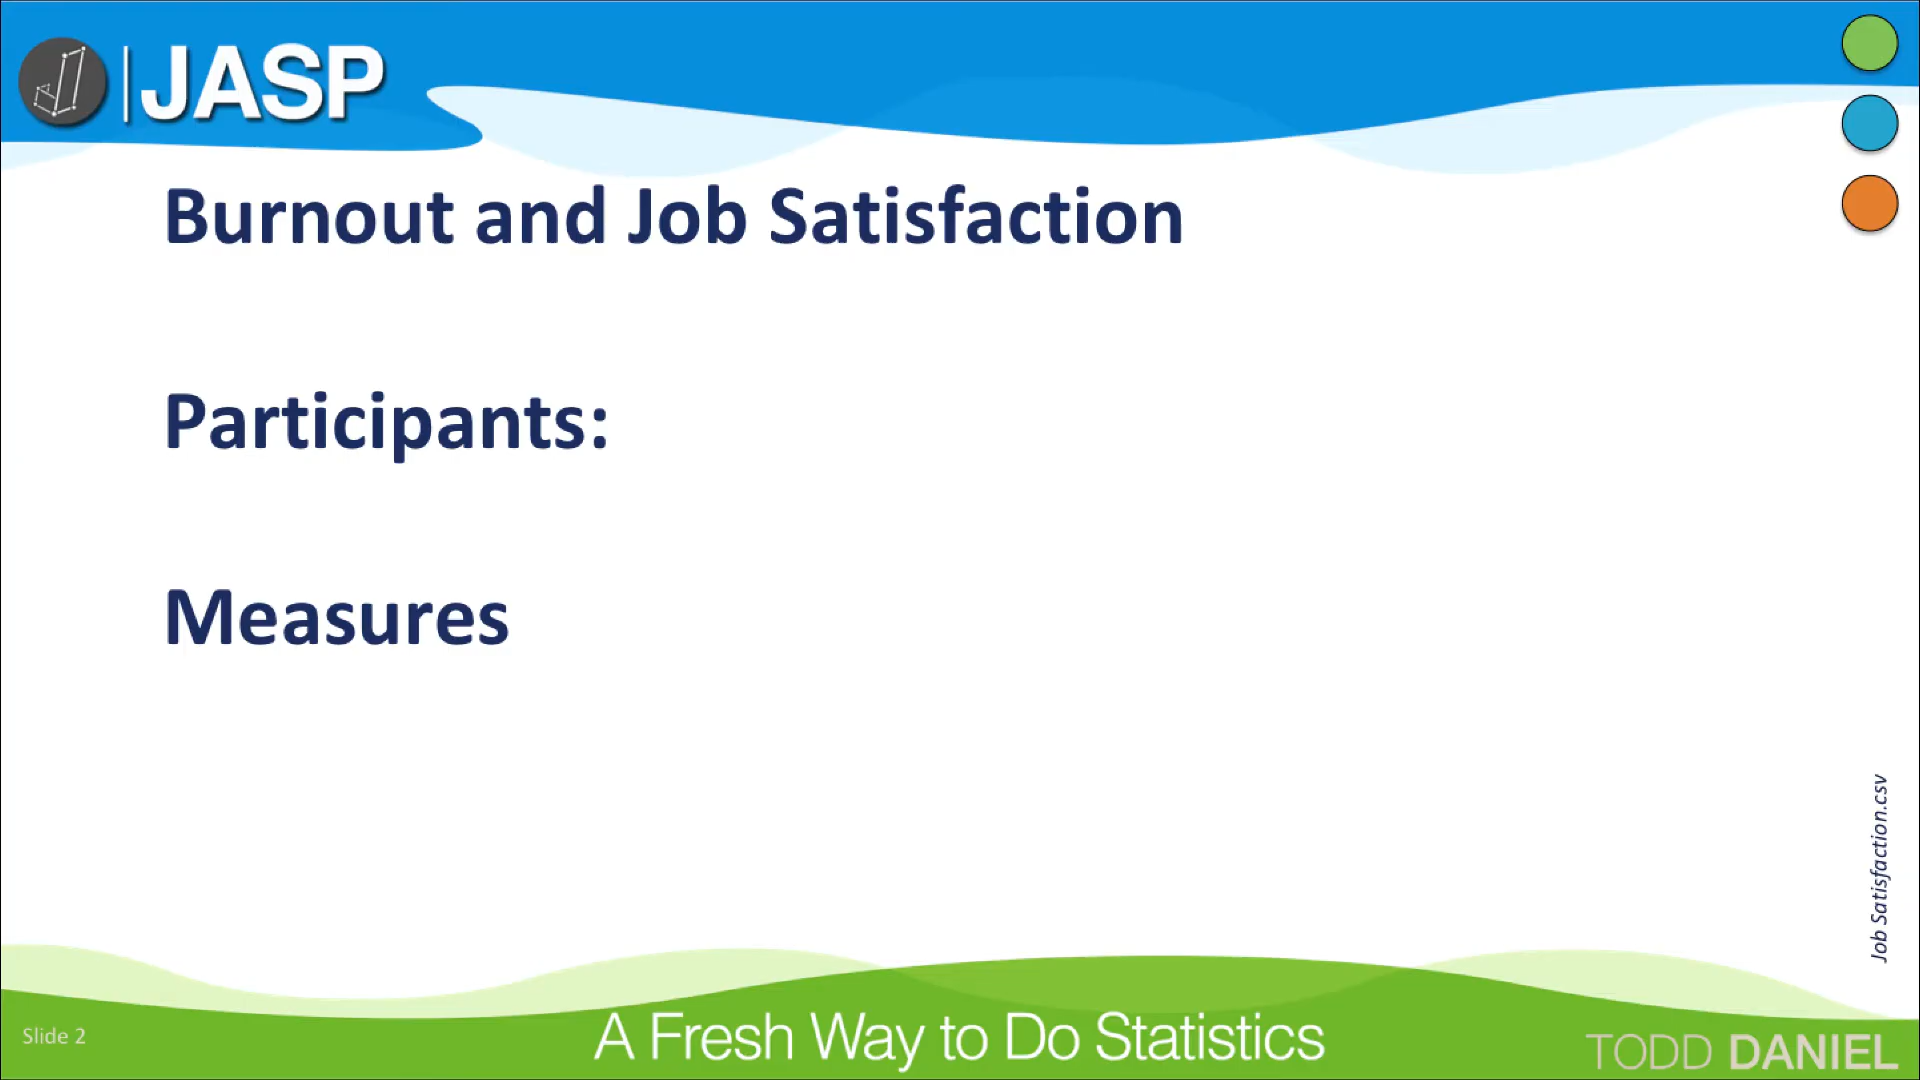 JASP
Burnout and Job Satisfaction
Participants:
Measures
Job Satisfaction.csv
Slide 2
A Fresh Way to Do Statistics
TODD DANIEL